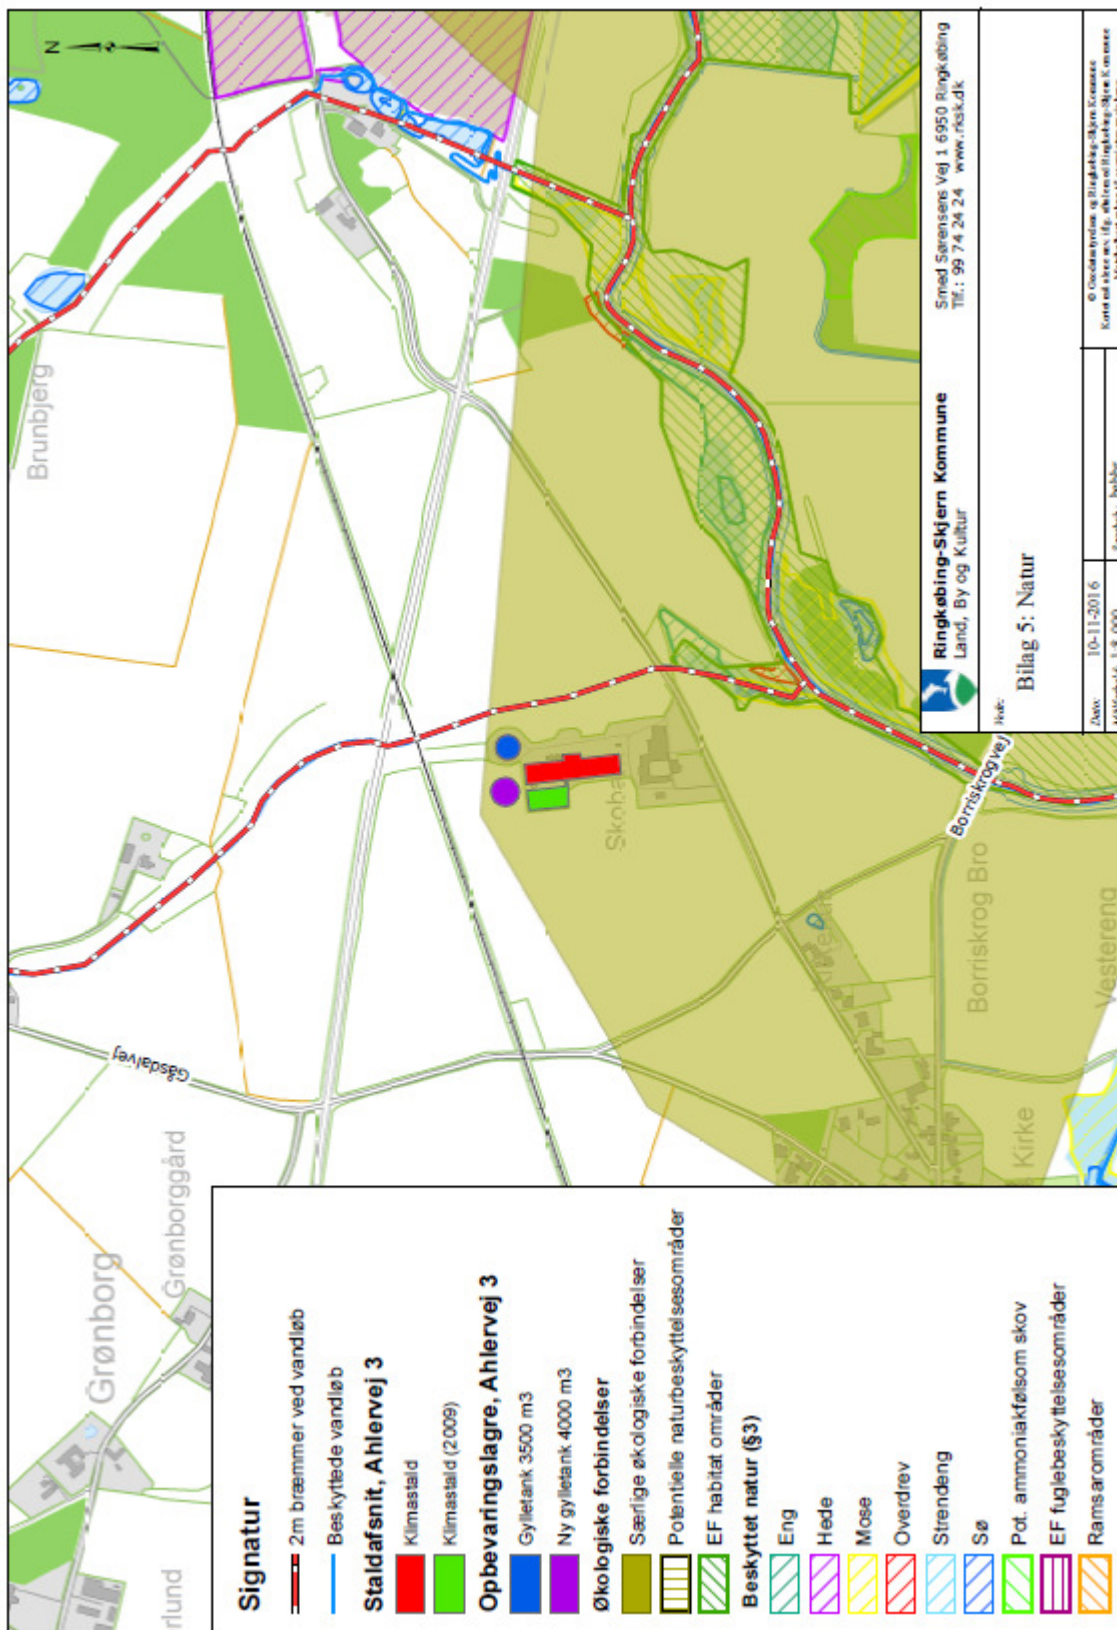 Brunbjerg
N
Grønborg
Grønborggård
rlund
Gåsdalvej
Borriskrogvej
Borriskrog Bro
Vestereng
Kirke
Signatur
2m bræmmer ved vandløb
Beskyttede vandløb
Staldafsnit, Ahlervej 3
Klimastald
Klimastald (2009)
Opbevaringslagre, Ahlervej 3
Gylletank 3500 m3
Ny gylletank 4000 m3
Økologiske forbindelser
Særlige økologiske forbindelser
Potentielle naturbeskyttelsesområder
EF habitat områder
Beskyttet natur (§3)
Eng
Hede
Mose
Overdrev
Strendeng
Sø
Pot. ammoniakfølsom skov
EF fuglebeskyttelsesområder
Ramsarområder
Ringkøbing-Skjern Kommune
Land, By og Kultur
Smed Sørensens Vej 1 6950 Ringkøbing
Tlf.: 99 74 24 24 www.rksk.dk
Bilag 5: Natur
Dato: 10-11-2016